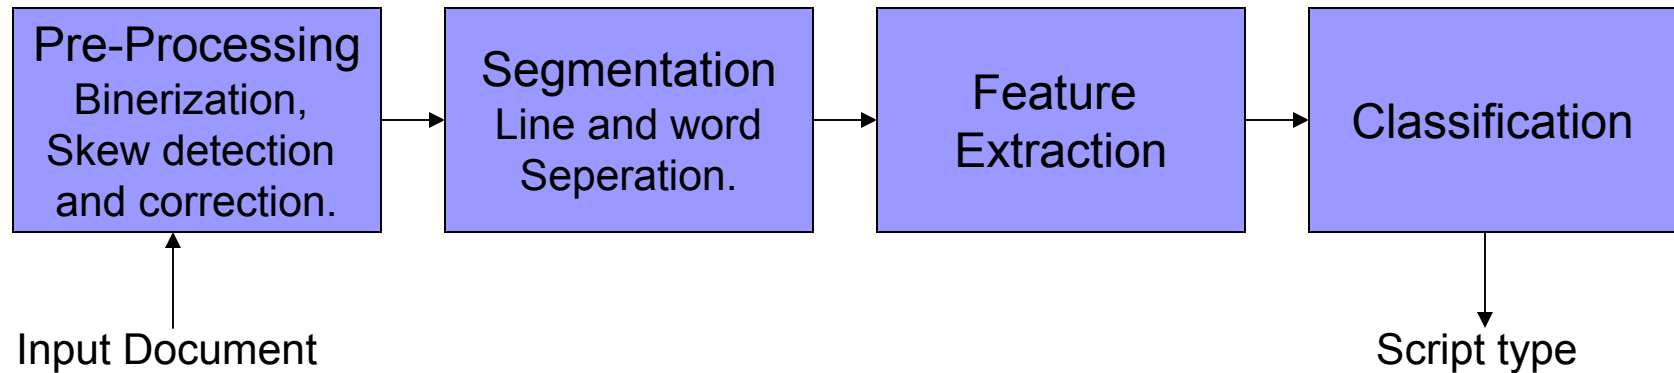 Pre-Processing
Binerization,
Skew detection
and correction.
Segmentation
Line and word
Seperation.
Feature
Extraction
Classification
Input Document
Script type